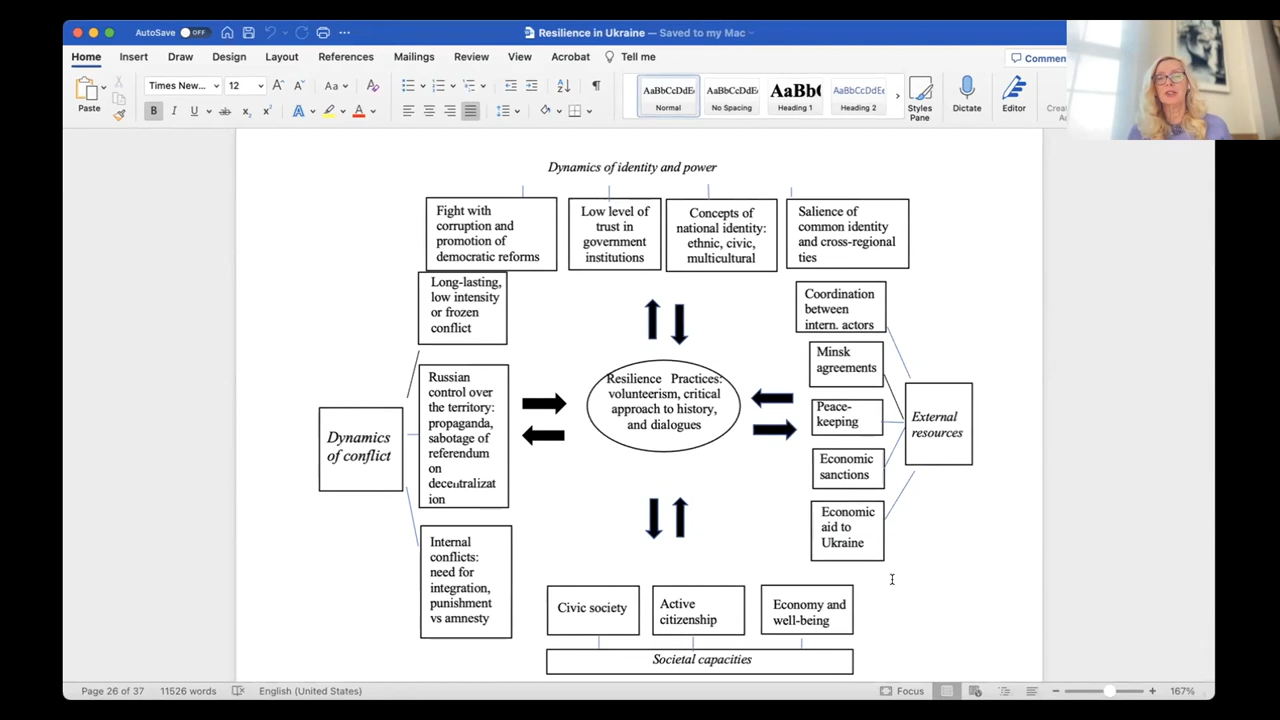 AutoSave OFF
Resilience in Ukraine — Saved to my Mac
Home Insert Draw Design Layout References Mailings Review View Acrobat Tell me
Commen
Paste
Times New... 12
A A Aa A
B I U ab x₂ x² A A
AaBbCcDdE AaBbCcDdEe AaBbC AaBbCcDdEe
Normal No Spacing Heading 1 Heading 2
Styles
Pane
Dictate
Editor
Dynamics of identity and power
Fight with
corruption and
promotion of
democratic reforms
Low level of
trust in
government
institutions
Concepts of
national identity:
ethnic, civic,
multicultural
Salience of
common identity
and cross-regional
ties
Long-lasting,
low intensity
or frozen
conflict
Russian
control over
the territory:
propaganda,
sabotage of
referendum
on
decentralizat
ion
Internal
conflicts:
need for
integration,
punishment
vs amnesty
Dynamics
of conflict
Resilience Practices:
volunteerism, critical
approach to history,
and dialogues
Coordination
between
intern. actors
Minsk
agreements
Peace-
keeping
Economic
sanctions
Economic
aid to
Ukraine
External
resources
Civic society
Active
citizenship
Economy and
well-being
Societal capacities
Page 26 of 37 11526 words English (United States) Focus 167%